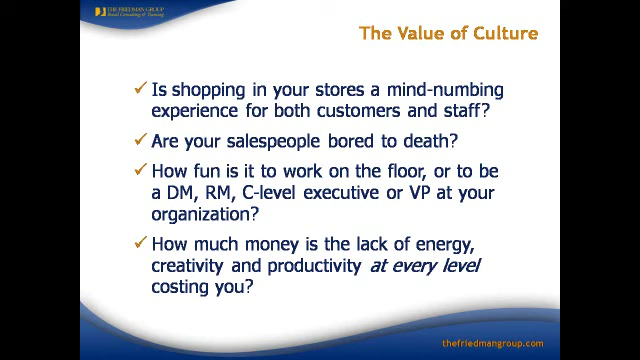 THE FRIEDMAN GROUP
Retail Consulting & Training
The Value of Culture
Is shopping in your stores a mind-numbing
experience for both customers and staff?
Are your salespeople bored to death?
How fun is it to work on the floor, or to be
a DM, RM, C-level executive or VP at your
organization?
How much money is the lack of energy,
creativity and productivity at every level
costing you?
thefriedmangroup.com